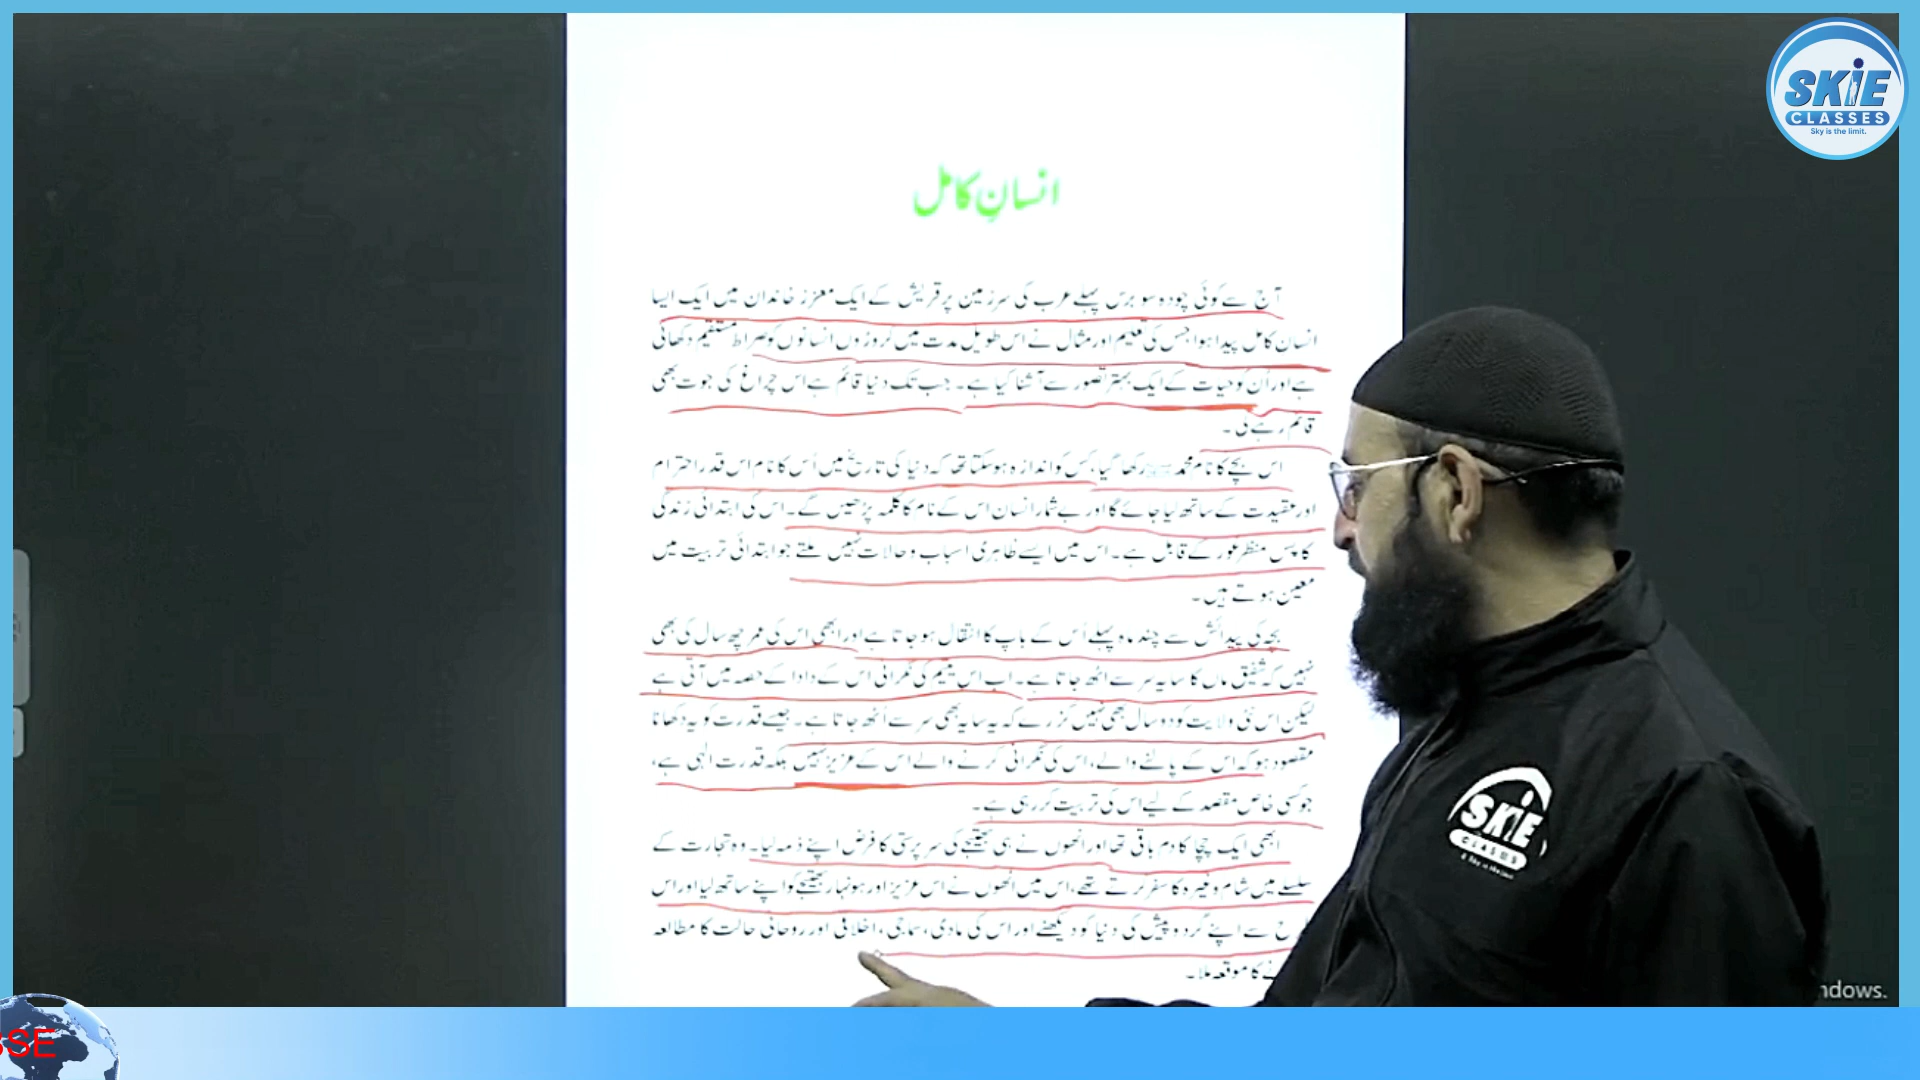 انسانِ کامل
آج سے کوئی چودہ سو برس پہلے عرب کی سرزمین پر قریش کے ایک معزز خاندان میں ایک ایسا
انسان کامل پیدا ہوا جس کی تعلیم اور مثال نے اس طویل مدت میں کروڑوں انسانوں کو صراط مستقیم دکھائی
ہے اور اُن کو حیات کے ایک بہتر تصور سے آشنا کیا ہے۔ جب تک دنیا قائم ہے اس چراغ کی جوت بھی
قائم رہے گی۔
اس بچے کا نام محمد رکھا گیا، کس کو اندازہ ہو سکتا تھا کہ دنیا کی تاریخ میں اُس کا نام اس قدر احترام
اور عقیدت کے ساتھ لیا جائے گا اور بے شمار انسان اس کے نام کا کلمہ پڑھیں گے۔ اس کی ابتدائی زندگی
کا پس منظر غور کے قابل ہے۔ اس میں ایسے ظاہری اسباب و حالات نہیں ملتے جو ابتدائی تربیت میں
معین ہوتے ہیں۔
بچہ کی پیدائش سے چند ماہ پہلے اُس کے باپ کا انتقال ہو جاتا ہے اور ابھی اس کی عمر چھ سال کی بھی
نہیں کہ شفیق ماں کا سایہ سر سے اُٹھ جاتا ہے۔ اب اس یتیم کی نگرانی اس کے دادا کے حصہ میں آتی ہے
لیکن اس نئی ولایت کو دو سال بھی نہیں گزرے کہ یہ سایہ بھی سر سے اُٹھ جاتا ہے۔ جیسے قدرت کو یہ دکھانا
مقصود ہو کہ اس کے پالنے والے، اس کی نگرانی کرنے والے اس کے عزیز نہیں بلکہ قدرت الٰہی ہے،
جو کسی خاص مقصد کے لیے اس کی تربیت کر رہی ہے۔
ابھی ایک چچا کا دم باقی تھا اور انھوں نے ہی بھتیجے کی سرپرستی کا فرض اپنے ذمہ لیا۔ وہ تجارت کے
سلسلے میں شام وغیرہ کا سفر کرتے تھے، اس میں اُنھوں نے اس عزیز اور ہونہار بھتیجے کو اپنے ساتھ لیا اور اس
سے اپنے گرد و پیش کی دنیا کو دیکھنے اور اس کی مادی، سماجی، اخلاقی اور روحانی حالت کا مطالعہ
کا موقعہ ملا۔
SKIE
CLASSES
Sky is the limit.
SKIE
CLASSES
ndows.
SSE